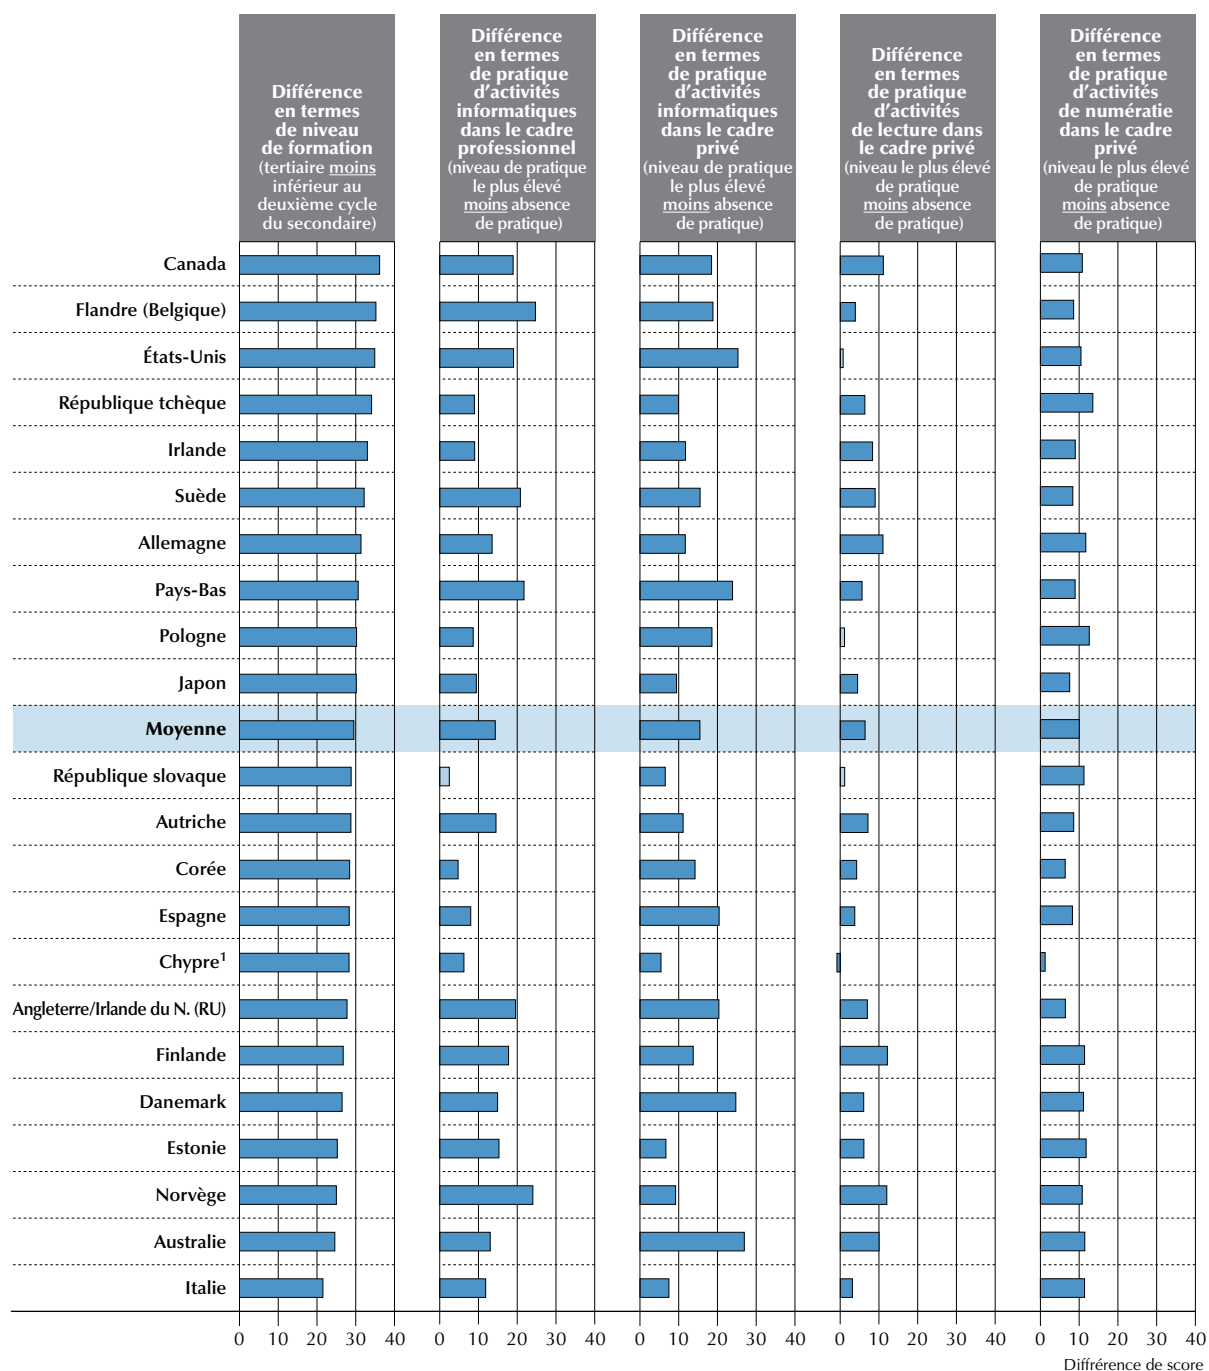 Différence
en termes
de niveau
de formation
(tertiaire moins
inférieur au
deuxième cycle
du secondaire)
Différence
en termes
de pratique
d'activités
informatiques
dans le cadre
professionnel
(niveau de pratique
le plus élevé
moins absence
de pratique)
Différence
en termes
de pratique
d'activités
informatiques
dans le cadre
privé
(niveau de pratique
le plus élevé
moins absence
de pratique)
Différence
en termes
de pratique
d'activités
de lecture dans
le cadre privé
(niveau le plus élevé
de pratique
moins absence
de pratique)
Différence
en termes
de pratique
d'activités
de numératie
dans le cadre
privé
(niveau le plus élevé
de pratique
moins absence
de pratique)
Canada
Flandre (Belgique)
États-Unis
République tchèque
Irlande
Suède
Allemagne
Pays-Bas
Pologne
Japon
Moyenne
République slovaque
Autriche
Corée
Espagne
Chypre1
Angleterre/Irlande du N. (RU)
Finlande
Danemark
Estonie
Norvège
Australie
Italie
0 10 20 30 40 0 10 20 30 40 0 10 20 30 40 0 10 20 30 40 0 10 20 30 40
Diffrérence de score